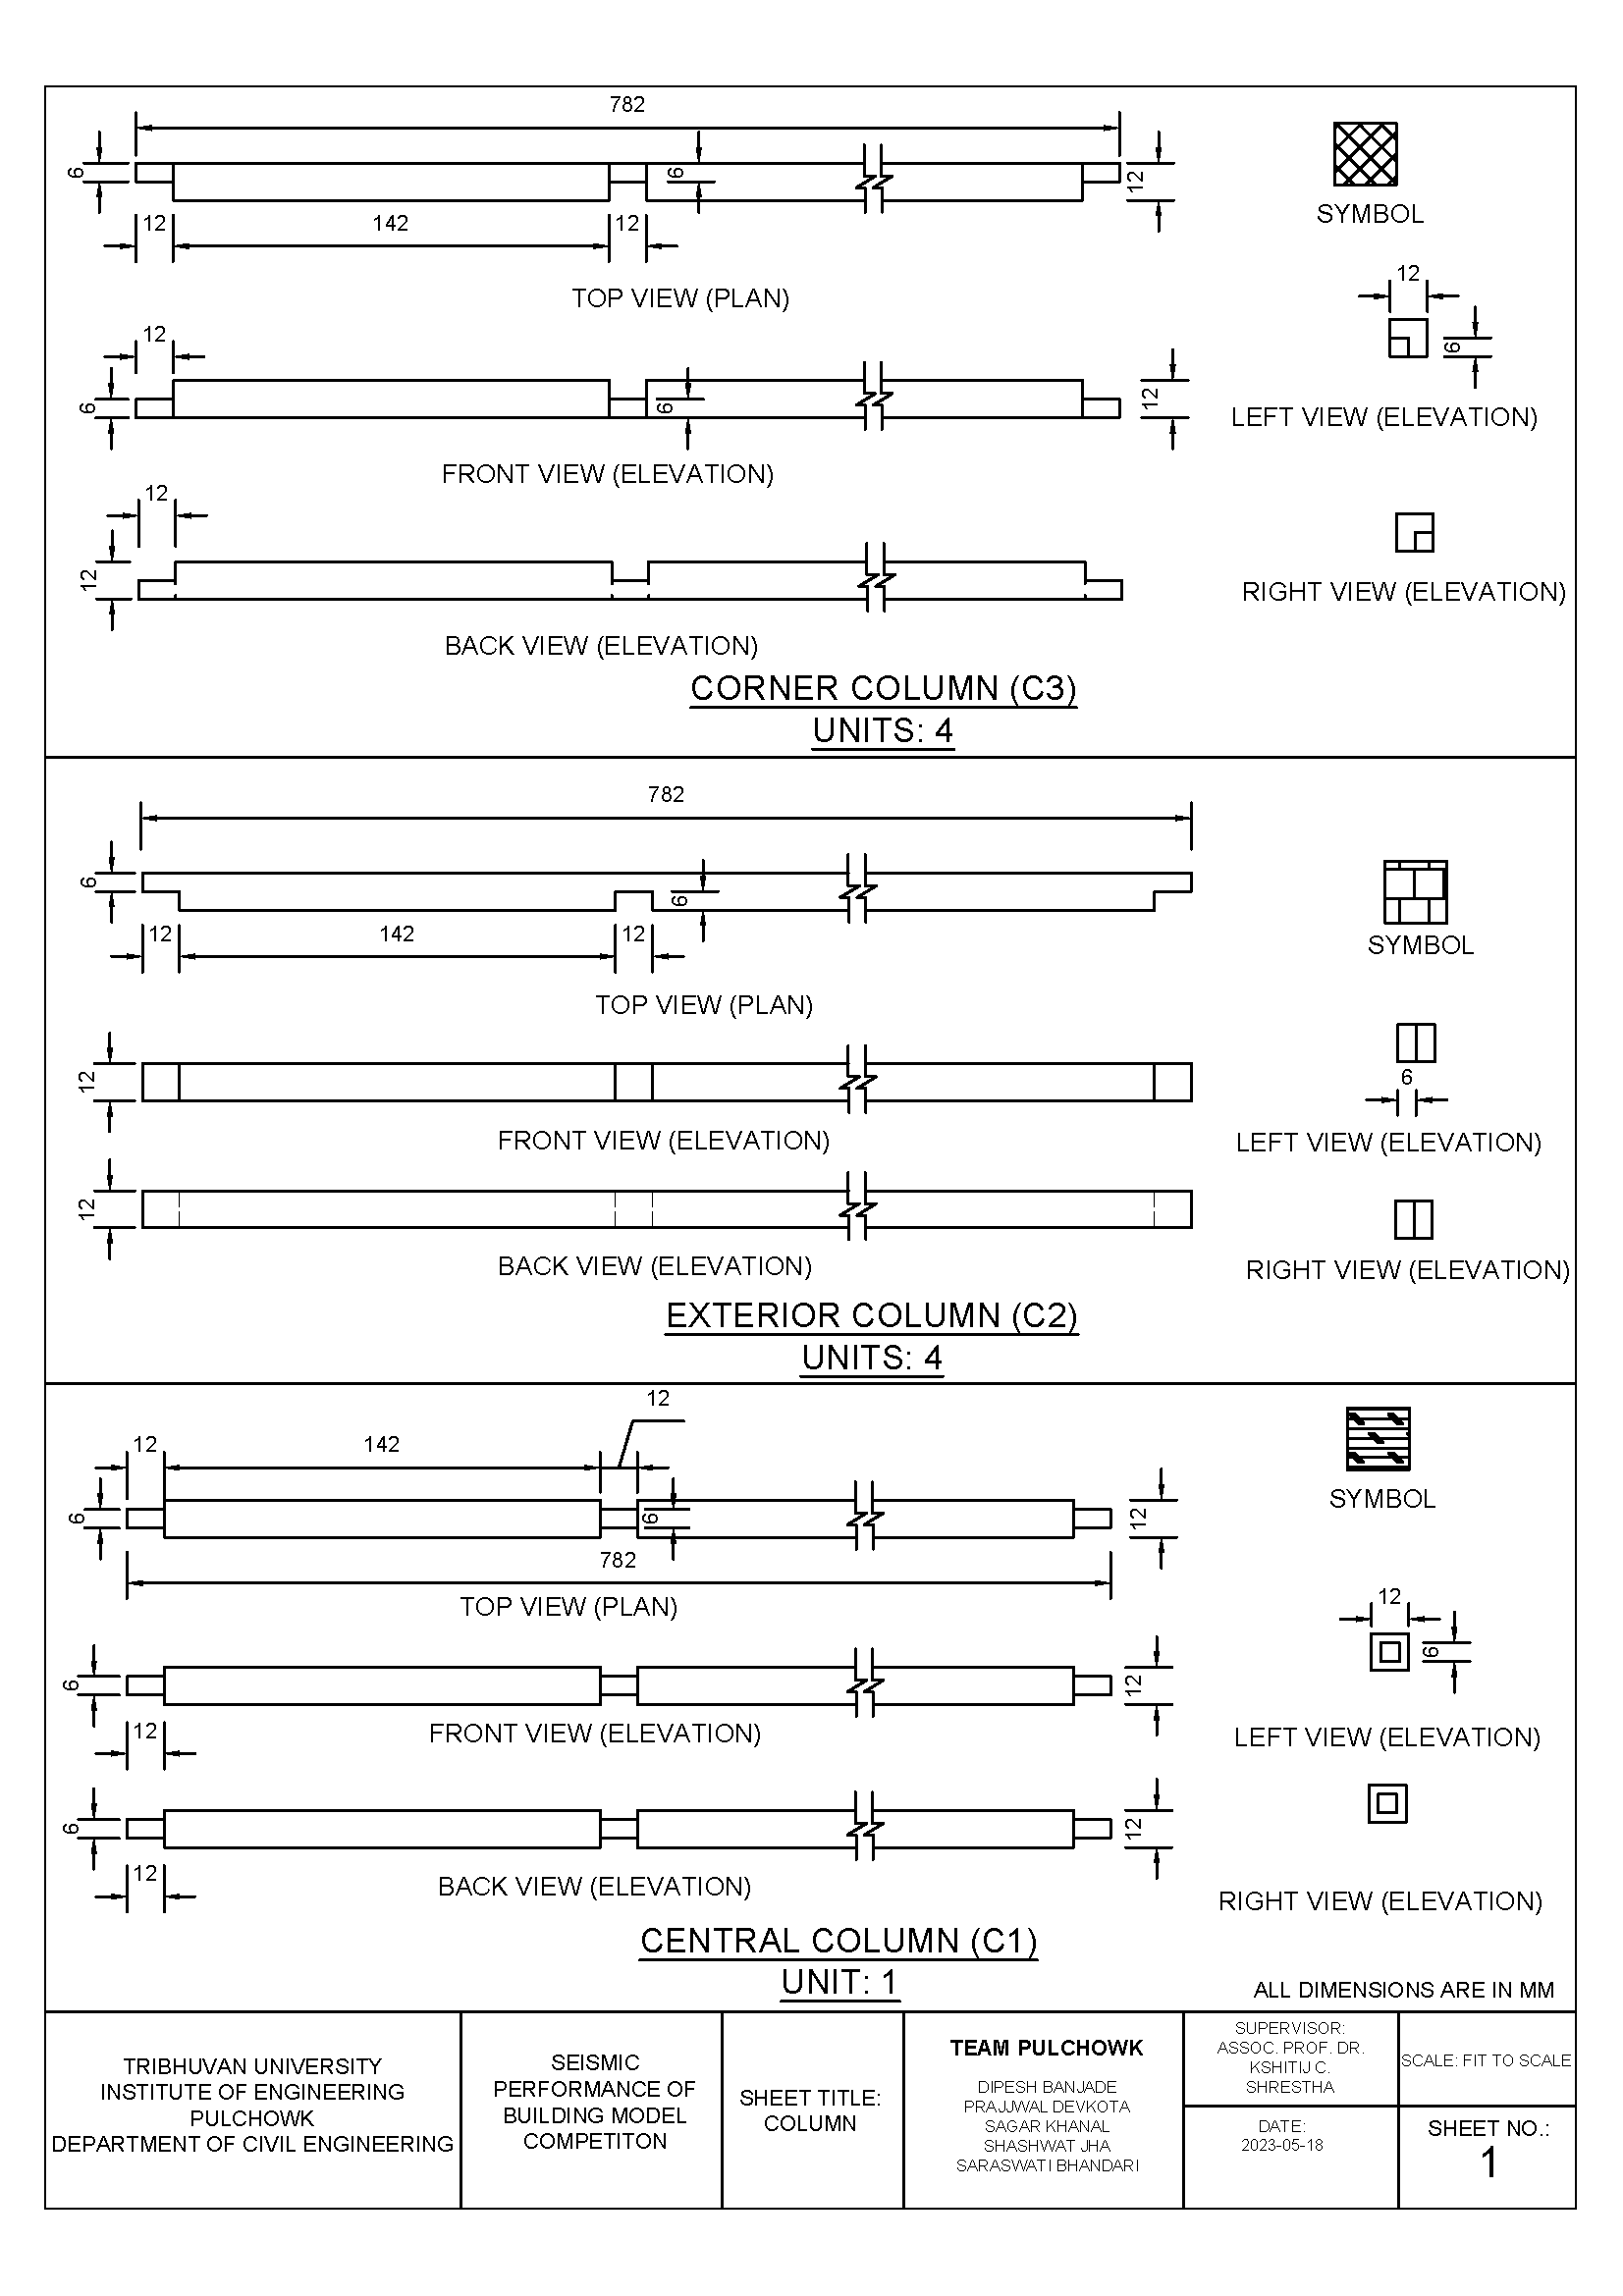 782
6
6
12
12
142
12
TOP VIEW (PLAN)
SYMBOL
12
6
LEFT VIEW (ELEVATION)
12
6
6
12
FRONT VIEW (ELEVATION)
12
12
BACK VIEW (ELEVATION)
RIGHT VIEW (ELEVATION)
CORNER COLUMN (C3)
UNITS: 4
782
6
6
12
142
12
TOP VIEW (PLAN)
SYMBOL
12
FRONT VIEW (ELEVATION)
6
LEFT VIEW (ELEVATION)
12
BACK VIEW (ELEVATION)
RIGHT VIEW (ELEVATION)
EXTERIOR COLUMN (C2)
UNITS: 4
12
12
142
6
6
12
782
TOP VIEW (PLAN)
SYMBOL
12
6
LEFT VIEW (ELEVATION)
6
12
12
FRONT VIEW (ELEVATION)
6
12
12
BACK VIEW (ELEVATION)
RIGHT VIEW (ELEVATION)
CENTRAL COLUMN (C1)
UNIT: 1
ALL DIMENSIONS ARE IN MM
TRIBHUVAN UNIVERSITY
INSTITUTE OF ENGINEERING
PULCHOWK
DEPARTMENT OF CIVIL ENGINEERING
SEISMIC
PERFORMANCE OF
BUILDING MODEL
COMPETITON
SHEET TITLE:
COLUMN
TEAM PULCHOWK
DIPESH BANJADE
PRAJJWAL DEVKOTA
SAGAR KHANAL
SHASHWAT JHA
SARASWATI BHANDARI
SUPERVISOR:
ASSOC. PROF. DR.
KSHITIJ C.
SHRESTHA
DATE:
2023-05-18
SCALE: FIT TO SCALE
SHEET NO.:
1